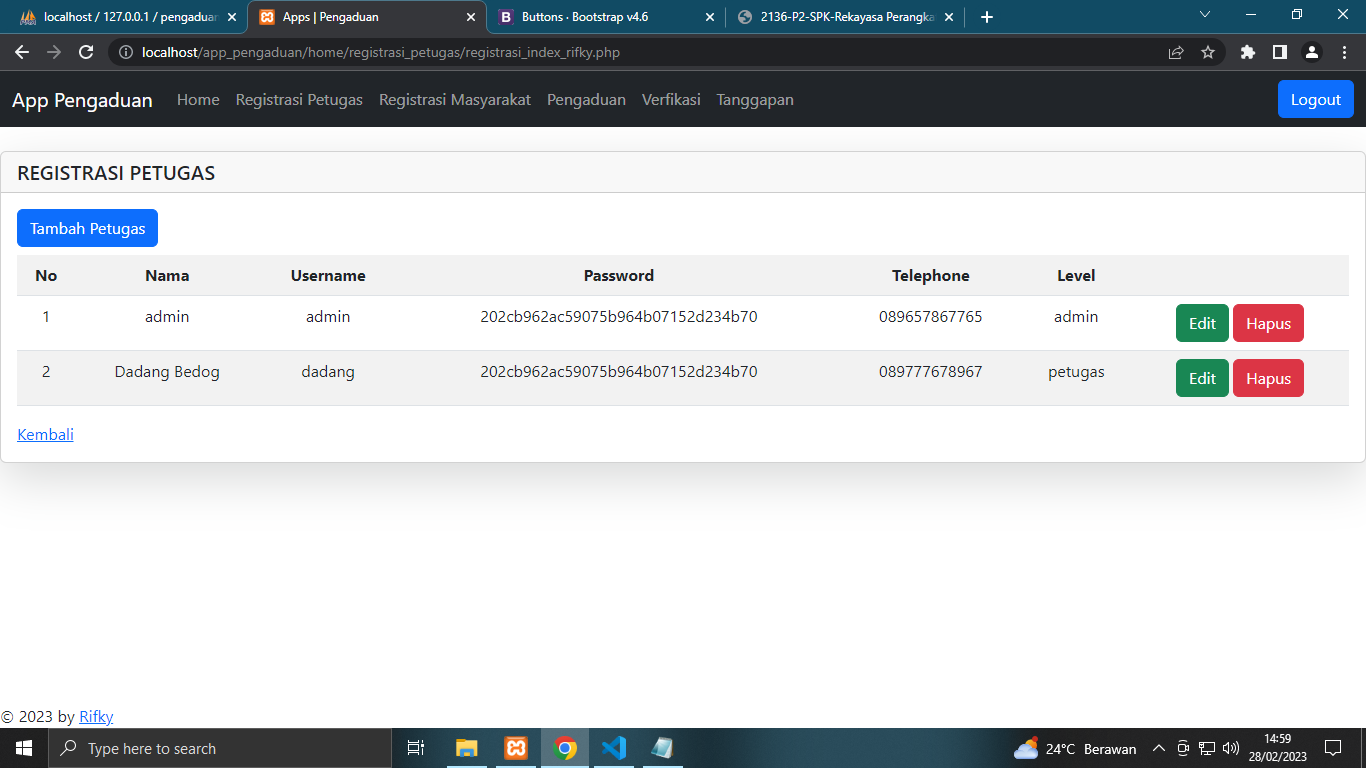 localhost / 127.0.0.1 / pengaduan
Apps | Pengaduan
Buttons · Bootstrap v4.6
2136-P2-SPK-Rekayasa Perangka
localhost/app_pengaduan/home/registrasi_petugas/registrasi_index_rifky.php
App Pengaduan Home Registrasi Petugas Registrasi Masyarakat Pengaduan Verfikasi Tanggapan Logout
REGISTRASI PETUGAS
Tambah Petugas
No Nama Username Password Telephone Level
1 admin admin 202cb962ac59075b964b07152d234b70 089657867765 admin Edit Hapus
2 Dadang Bedog dadang 202cb962ac59075b964b07152d234b70 089777678967 petugas Edit Hapus
Kembali
© 2023 by Rifky
Type here to search
24°C Berawan
14:59
28/02/2023